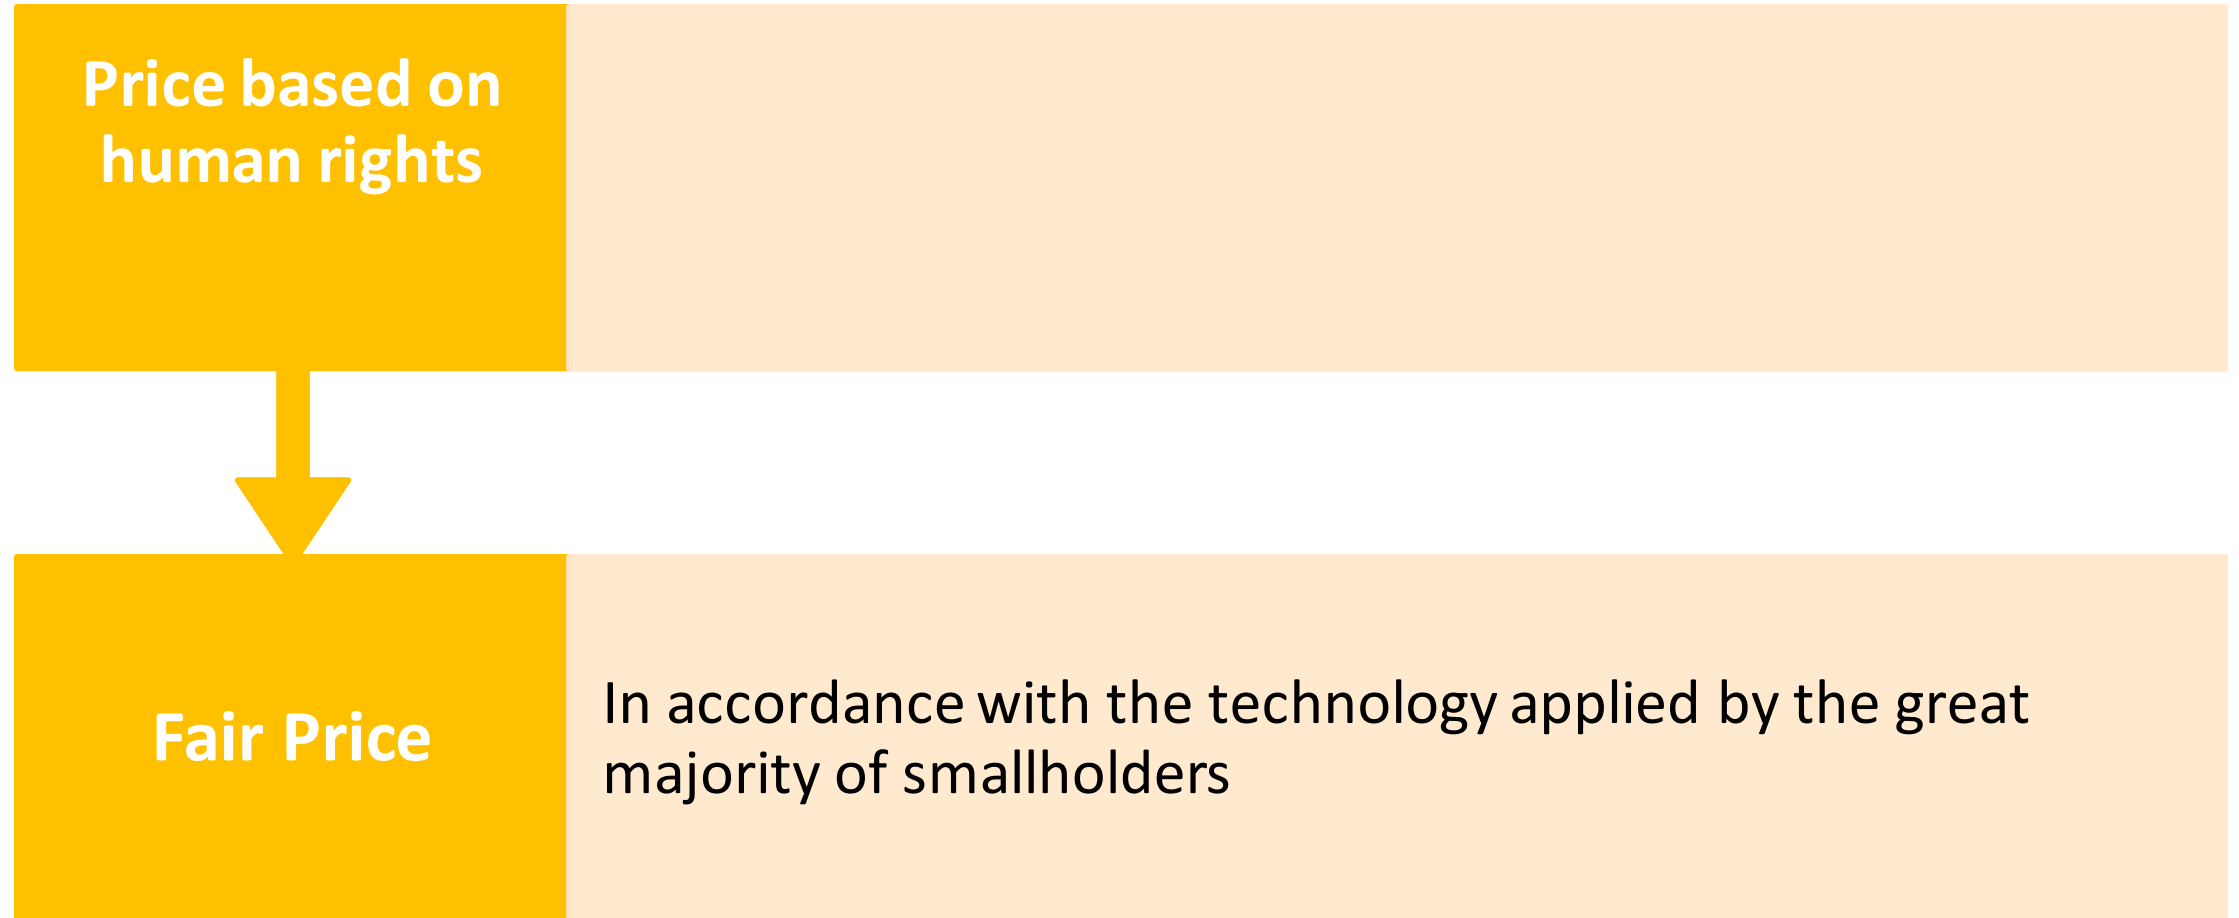 Price based on
human rights
Fair Price
In accordance with the technology applied by the great
majority of smallholders